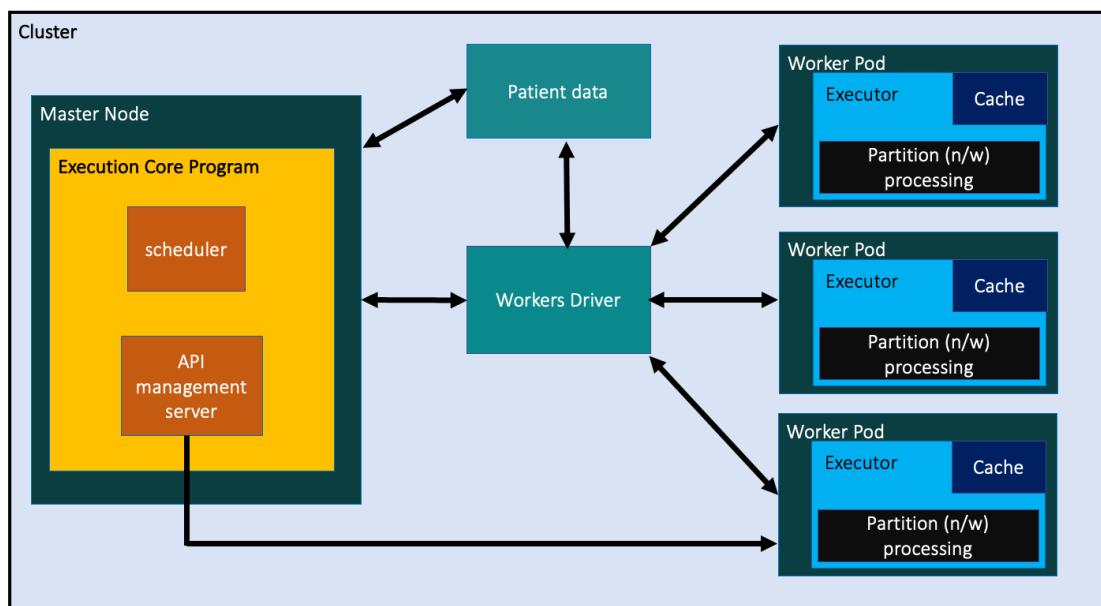 Cluster
Master Node
Execution Core Program
scheduler
API
management
server
Patient data
Workers Driver
Worker Pod
Executor
Cache
Partition (n/w)
processing
Worker Pod
Executor
Cache
Partition (n/w)
processing
Worker Pod
Executor
Cache
Partition (n/w)
processing